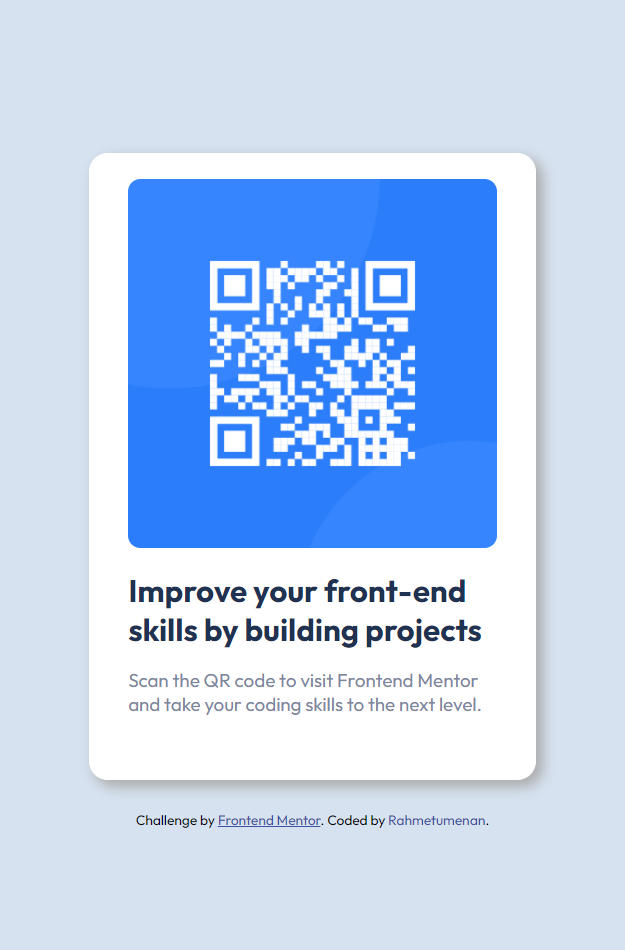 Improve your front-end
skills by building projects
Scan the QR code to visit Frontend Mentor
and take your coding skills to the next level.
Challenge by Frontend Mentor. Coded by Rahmetumenan.